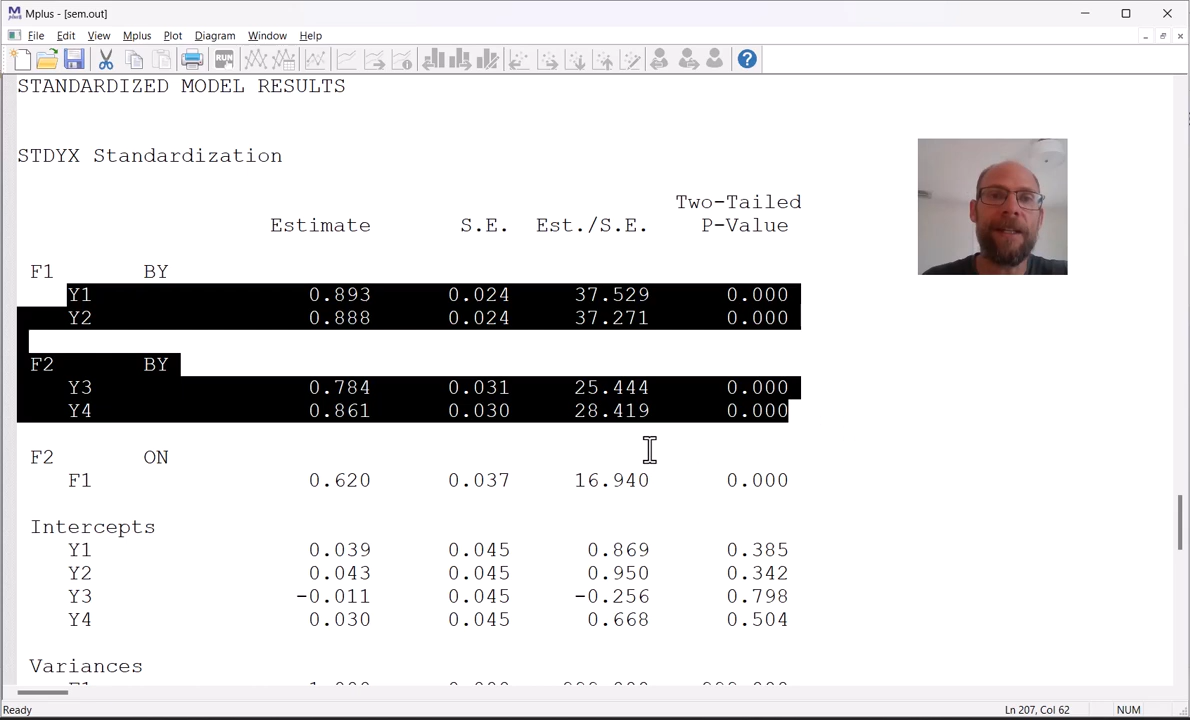 Mplus - [sem.out]
File Edit View Mplus Plot Diagram Window Help
RUN
STANDARDIZED MODEL RESULTS
STDYX Standardization
Two-Tailed
Estimate S.E. Est./S.E. P-Value
F1 BY
Y1 0.893 0.024 37.529 0.000
Y2 0.888 0.024 37.271 0.000
F2 BY
Y3 0.784 0.031 25.444 0.000
Y4 0.861 0.030 28.419 0.000
F2 ON
F1 0.620 0.037 16.940 0.000
Intercepts
Y1 0.039 0.045 0.869 0.385
Y2 0.043 0.045 0.950 0.342
Y3 -0.011 0.045 -0.256 0.798
Y4 0.030 0.045 0.668 0.504
Variances
Ready Ln 207, Col 62 NUM